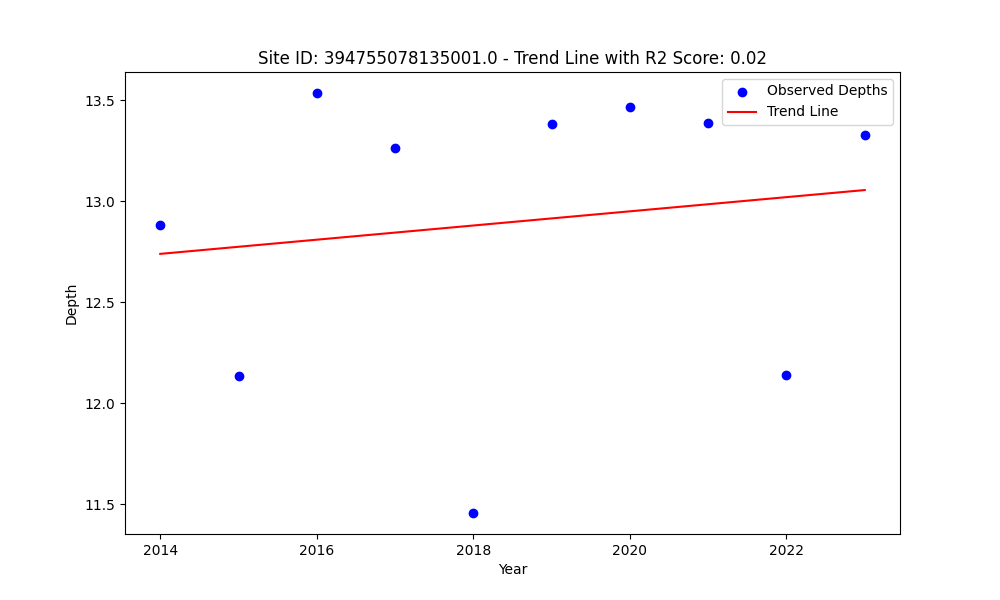 Site ID: 394755078135001.0 - Trend Line with R2 Score: 0.02
Observed Depths
Trend Line
13.5
13.0
12.5
12.0
11.5
Depth
2014
2016
2018
2020
2022
Year